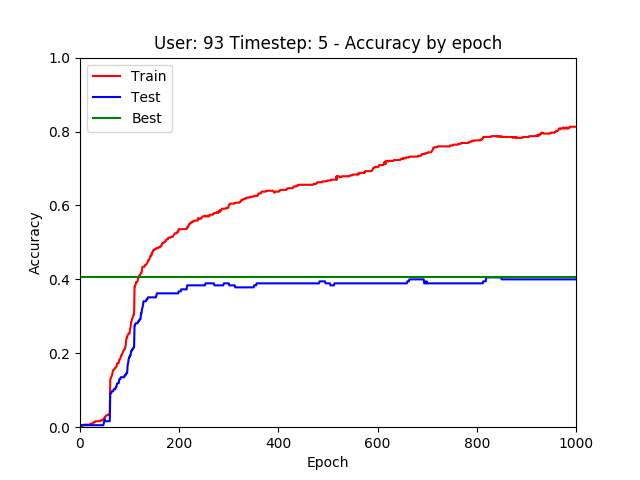 User: 93 Timestep: 5 - Accuracy by epoch
1.0
0.8
0.6
0.4
0.2
0.0
Accuracy
Train
Test
Best
0 200 400 600 800 1000
Epoch